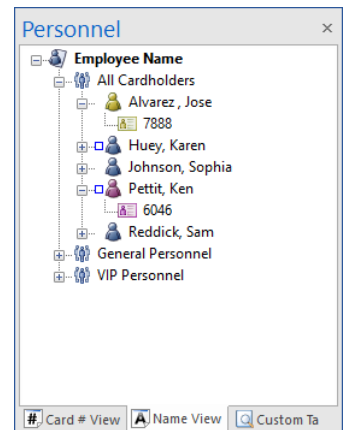 Personnel
Employee Name
All Cardholders
Alvarez , Jose
7888
Huey, Karen
Johnson, Sophia
Pettit, Ken
6046
Reddick, Sam
General Personnel
VIP Personnel
# Card # View A Name View Custom Ta